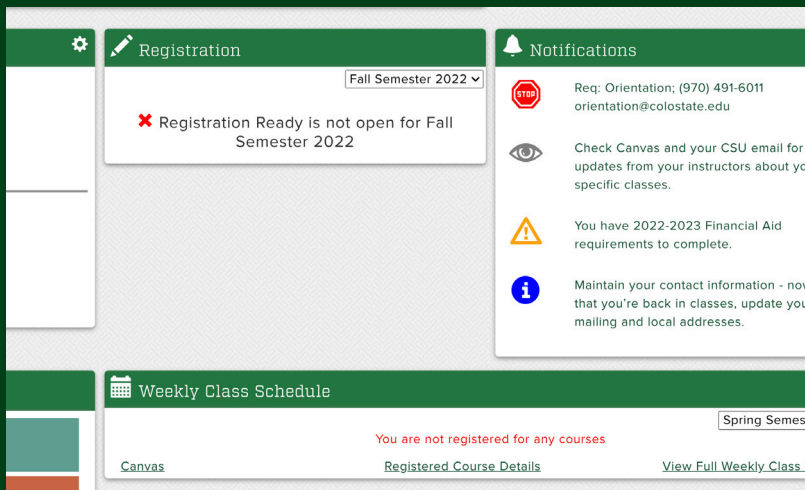 Registration
Fall Semester 2022
Registration Ready is not open for Fall
Semester 2022
Notifications
STOP
Req: Orientation; (970) 491-6011
orientation@colostate.edu
Check Canvas and your CSU email for
updates from your instructors about
specific classes.
You have 2022-2023 Financial Aid
requirements to complete.
Maintain your contact information -
that you're back in classes, update
mailing and local addresses.
Weekly Class Schedule
Spring
You are not registered for any courses
Canvas
Registered Course Details
View Full Weekly Class